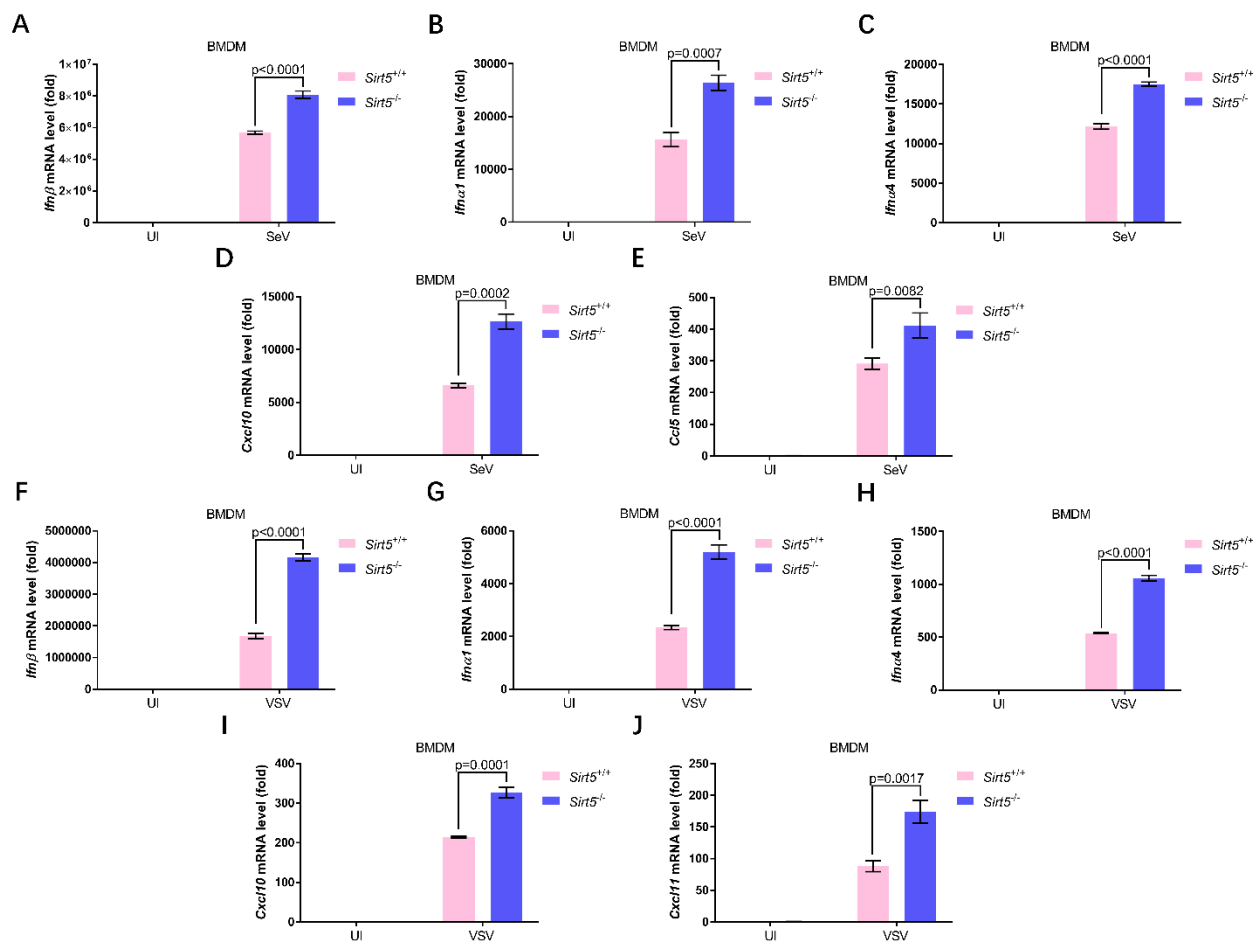 A
BMDM
Ifnβ mRNA level (fold)
1×10⁷
8×10⁶
6×10⁶
4×10⁶
2×10⁶
0
p<0.0001
UI
SeV
Sirt5⁺/⁺
Sirt5⁻/⁻
B
BMDM
Ifnα1 mRNA level (fold)
30000
20000
10000
0
p=0.0007
UI
SeV
Sirt5⁺/⁺
Sirt5⁻/⁻
C
BMDM
Ifnα4 mRNA level (fold)
20000
15000
10000
5000
0
p<0.0001
UI
SeV
Sirt5⁺/⁺
Sirt5⁻/⁻
D
BMDM
Cxcl10 mRNA level (fold)
15000
10000
5000
0
p=0.0002
UI
SeV
Sirt5⁺/⁺
Sirt5⁻/⁻
E
BMDM
Ccl5 mRNA level (fold)
500
400
300
200
100
0
p=0.0082
UI
SeV
Sirt5⁺/⁺
Sirt5⁻/⁻
F
BMDM
Ifnβ mRNA level (fold)
5000000
4000000
3000000
2000000
1000000
0
p<0.0001
UI
VSV
Sirt5⁺/⁺
Sirt5⁻/⁻
G
BMDM
Ifnα1 mRNA level (fold)
6000
4000
2000
0
p<0.0001
UI
VSV
Sirt5⁺/⁺
Sirt5⁻/⁻
H
BMDM
Ifnα4 mRNA level (fold)
1500
1000
500
0
p<0.0001
UI
VSV
Sirt5⁺/⁺
Sirt5⁻/⁻
I
BMDM
Cxcl10 mRNA level (fold)
400
300
200
100
0
p=0.0001
UI
VSV
Sirt5⁺/⁺
Sirt5⁻/⁻
J
BMDM
Cxcl11 mRNA level (fold)
250
200
150
100
50
0
p=0.0017
UI
VSV
Sirt5⁺/⁺
Sirt5⁻/⁻